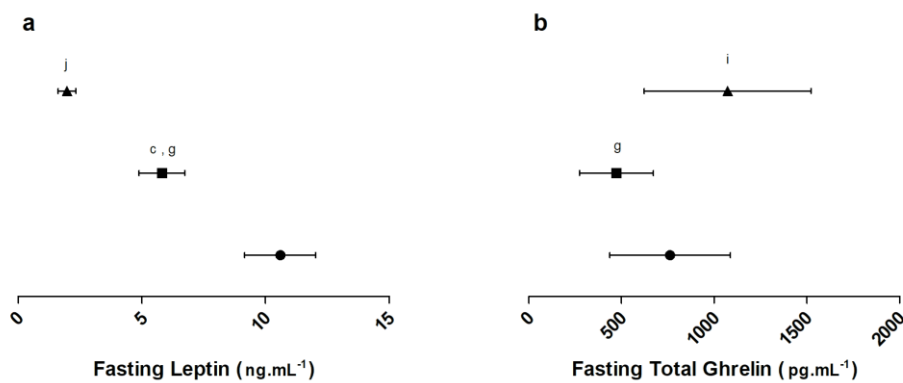 a
j
c , g
0
5
10
15
Fasting Leptin ( ng.mL⁻¹)
b
i
g
0
500
1000
1500
2000
Fasting Total Ghrelin ( pg.mL⁻¹)